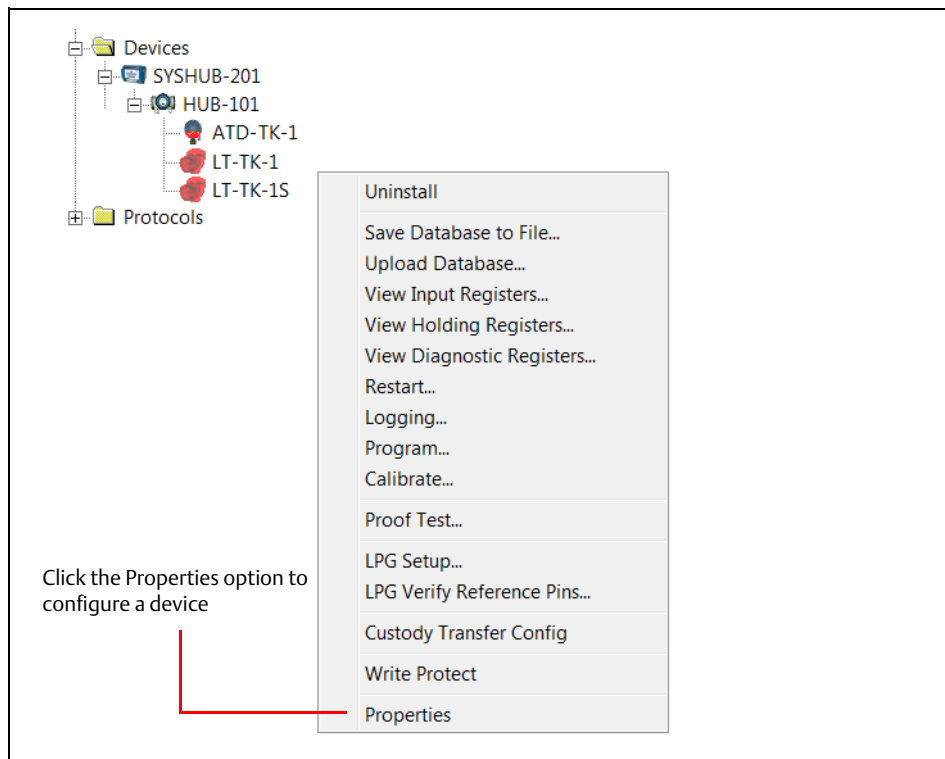 Devices
SYSHUB-201
HUB-101
ATD-TK-1
LT-TK-1
LT-TK-1S
Protocols
Uninstall
Save Database to File...
Upload Database...
View Input Registers...
View Holding Registers...
View Diagnostic Registers...
Restart...
Logging...
Program...
Calibrate...
Proof Test...
LPG Setup...
LPG Verify Reference Pins...
Custody Transfer Config
Write Protect
Properties
Click the Properties option to
configure a device